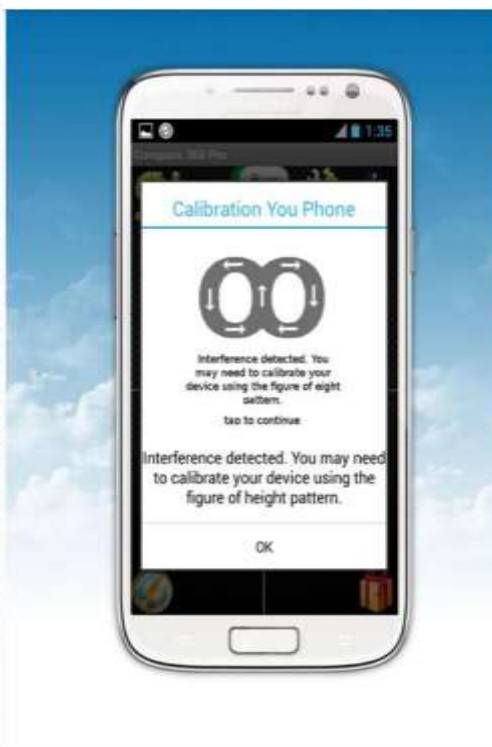 1:35
Compass 360 Pro
Calibration You Phone
Interference detected. You
may need to calibrate your
device using the figure of eight
pattern.
tap to continue
Interference detected. You may need
to calibrate your device using the
figure of height pattern.
OK